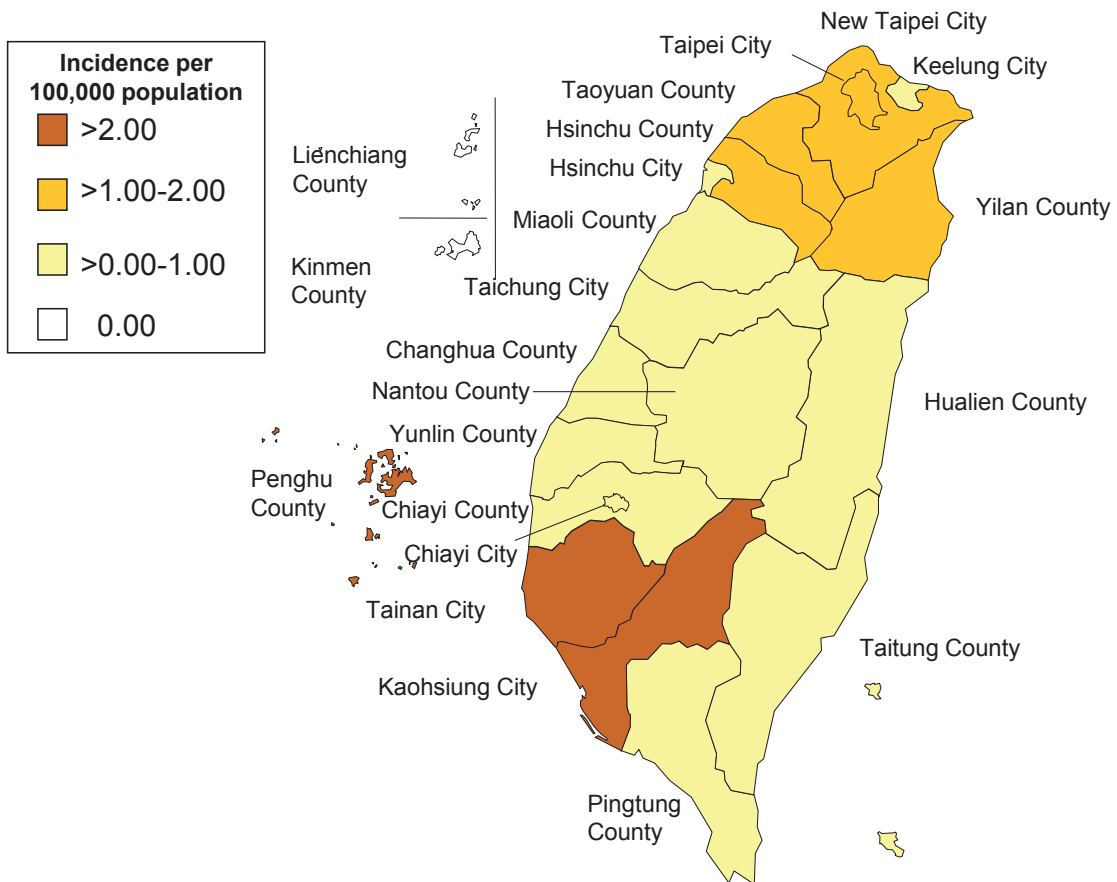 Incidence per
100,000 population
>2.00
>1.00-2.00
>0.00-1.00
0.00
New Taipei City
Taipei City
Keelung City
Taoyuan County
Hsinchu County
Lienchiang
County
Hsinchu City
Miaoli County
Yilan County
Kinmen
County
Taichung City
Changhua County
Nantou County
Hualien County
Yunlin County
Penghu
County
Chiayi County
Chiayi City
Tainan City
Taitung County
Kaohsiung City
Pingtung
County